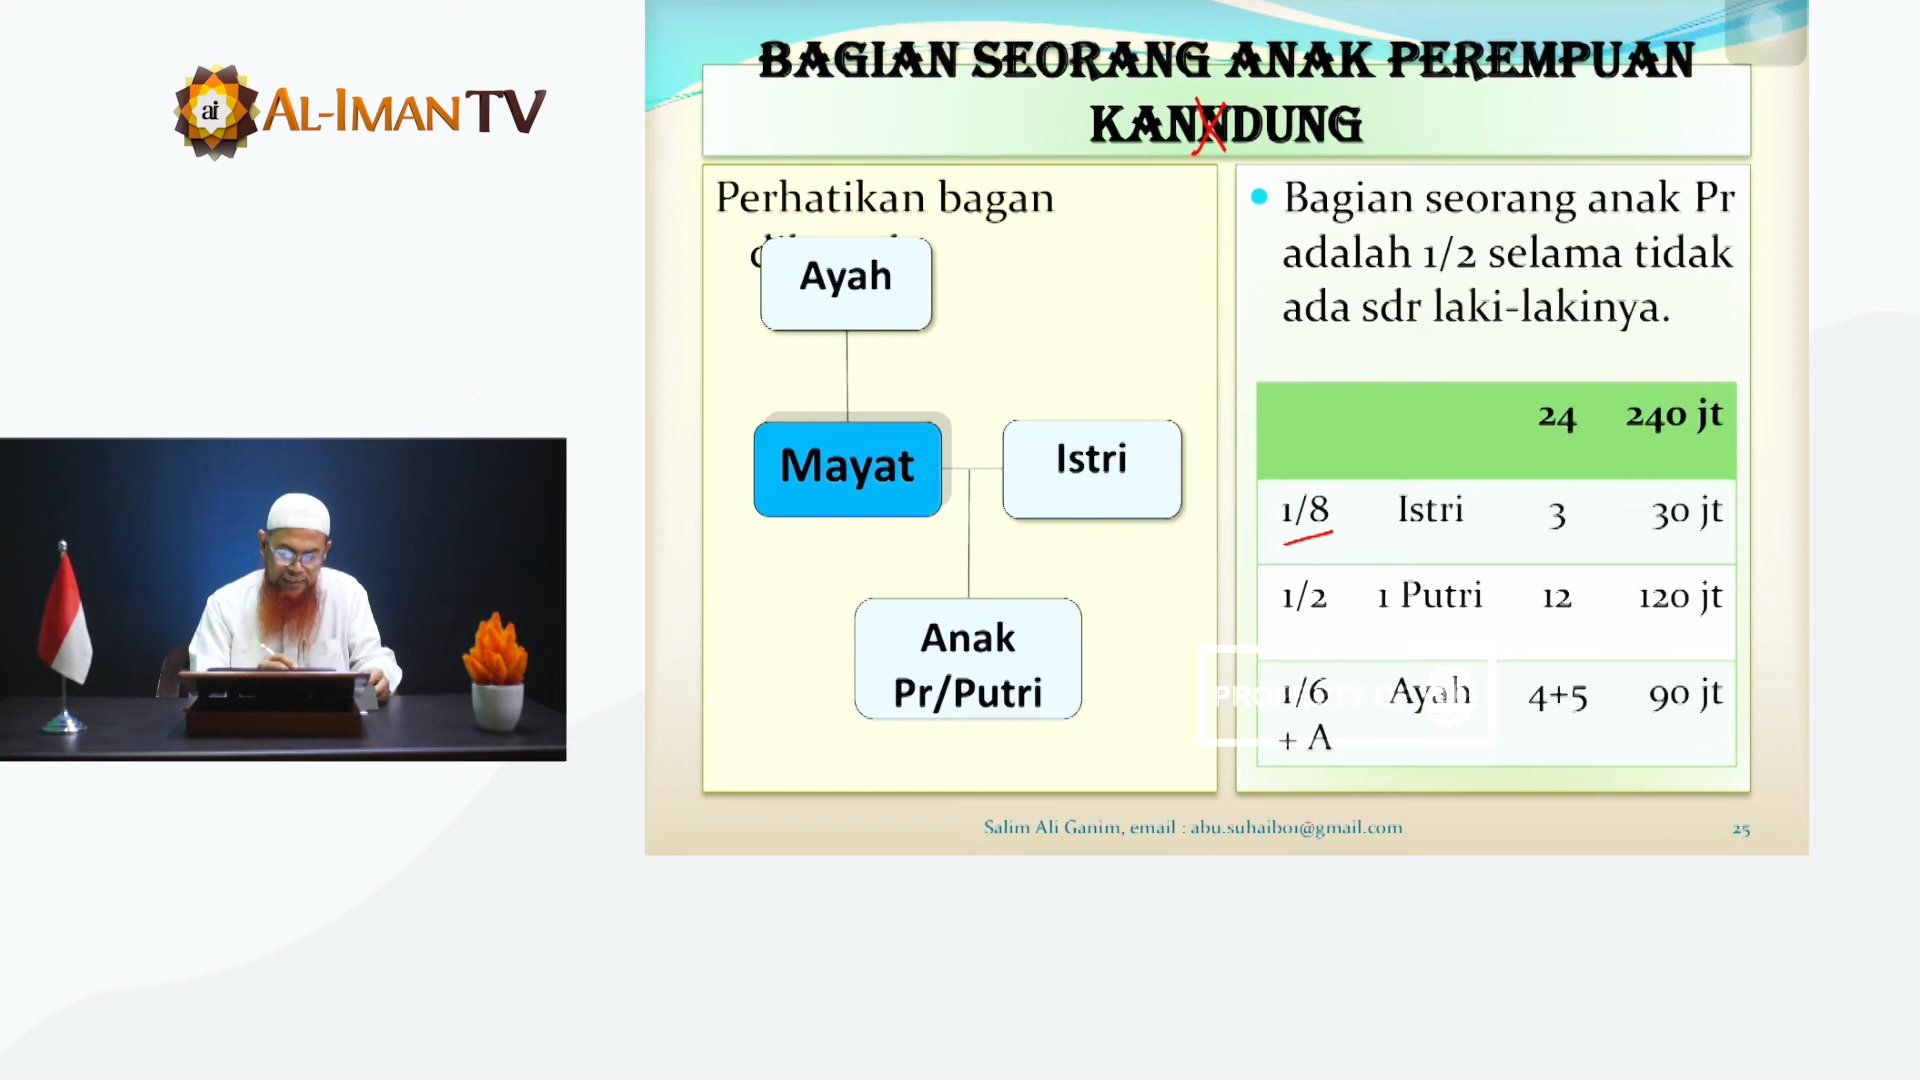 ai AL-IMAN TV
BAGIAN SEORANG ANAK PEREMPUAN
KANNDUNG
Perhatikan bagan
Ayah
Mayat
Istri
Anak
Pr/Putri
Bagian seorang anak Pr
adalah 1/2 selama tidak
ada sdr laki-lakinya.
24 240 jt
1/8 Istri 3 30 jt
1/2 1 Putri 12 120 jt
1/6 Ayah 4+5 90 jt
+ A
Salim Ali Ganim, email : abu.suhaib01@gmail.com
25